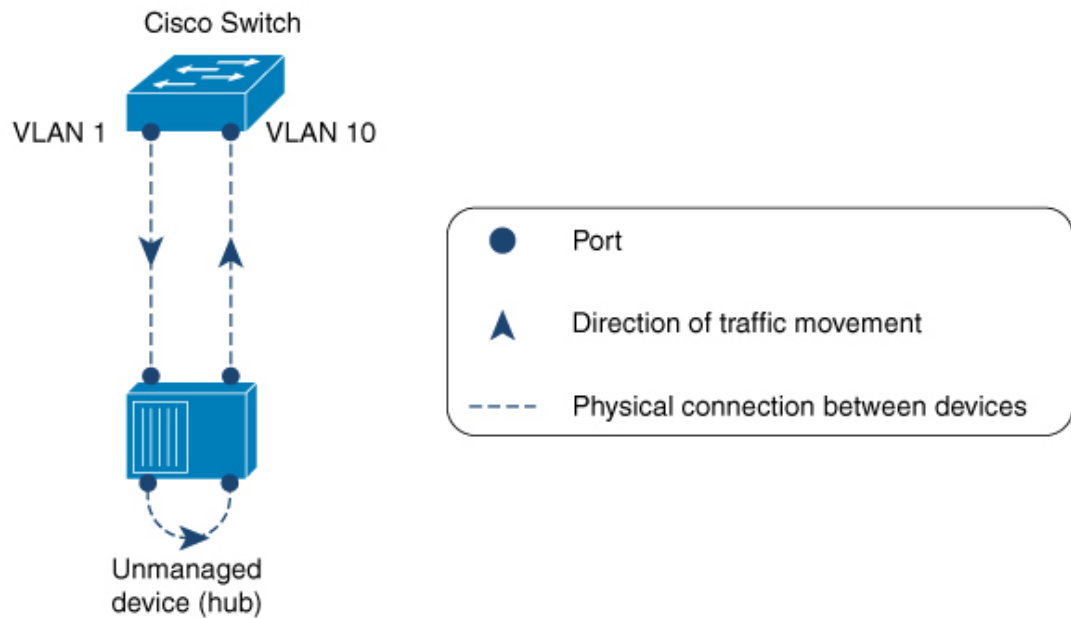 Cisco Switch
VLAN 1
VLAN 10
Port
Direction of traffic movement
Physical connection between devices
Unmanaged
device (hub)